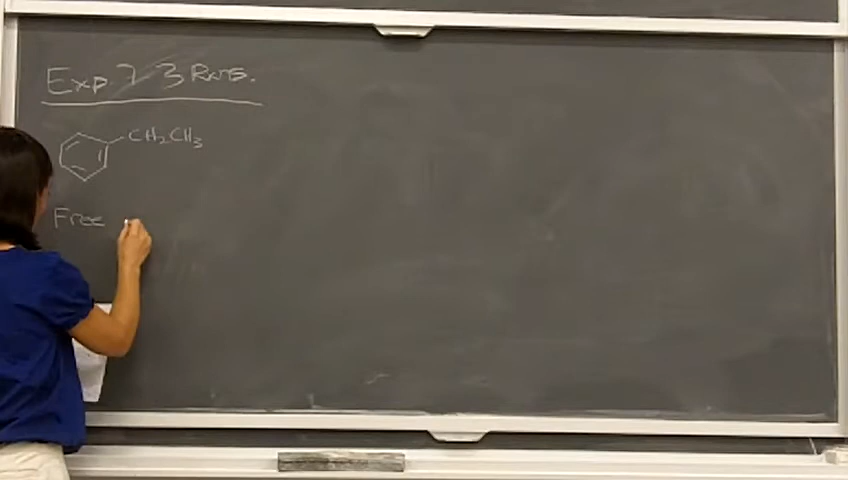 Exp. 7 3 Rxns.
CH₂CH₃
Free